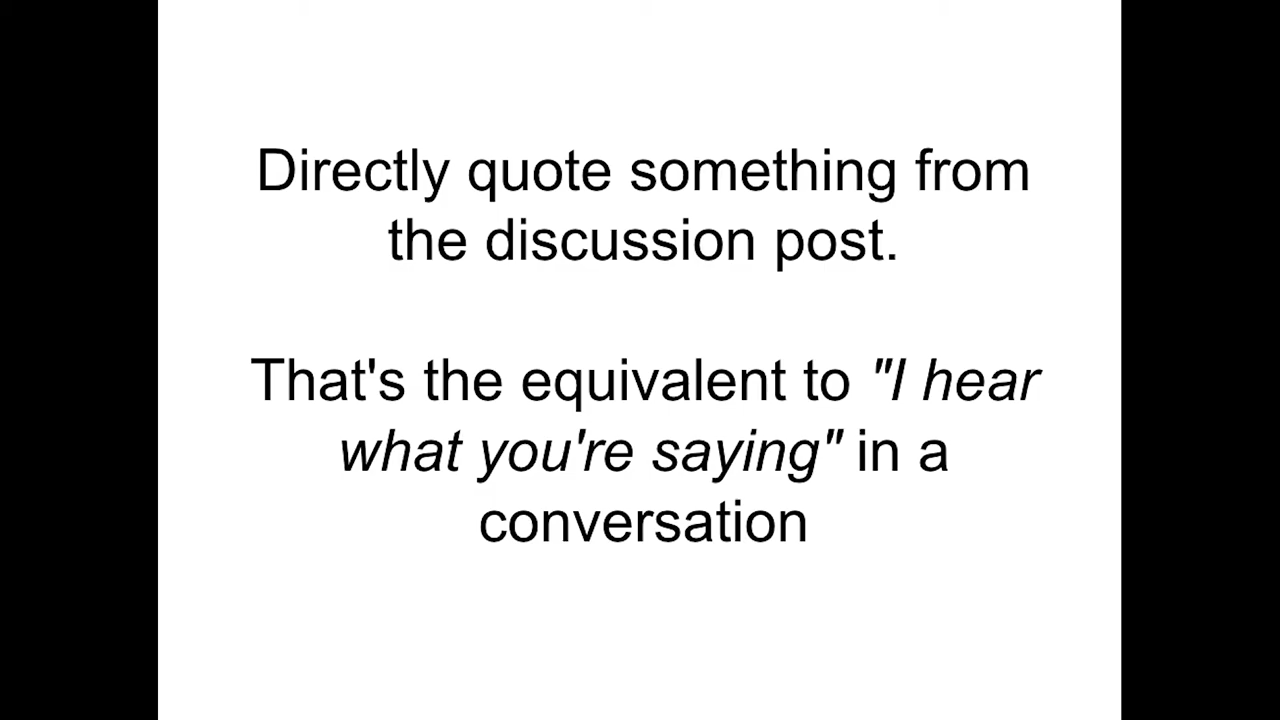 Directly quote something from
the discussion post.
That's the equivalent to "I hear
what you're saying" in a
conversation